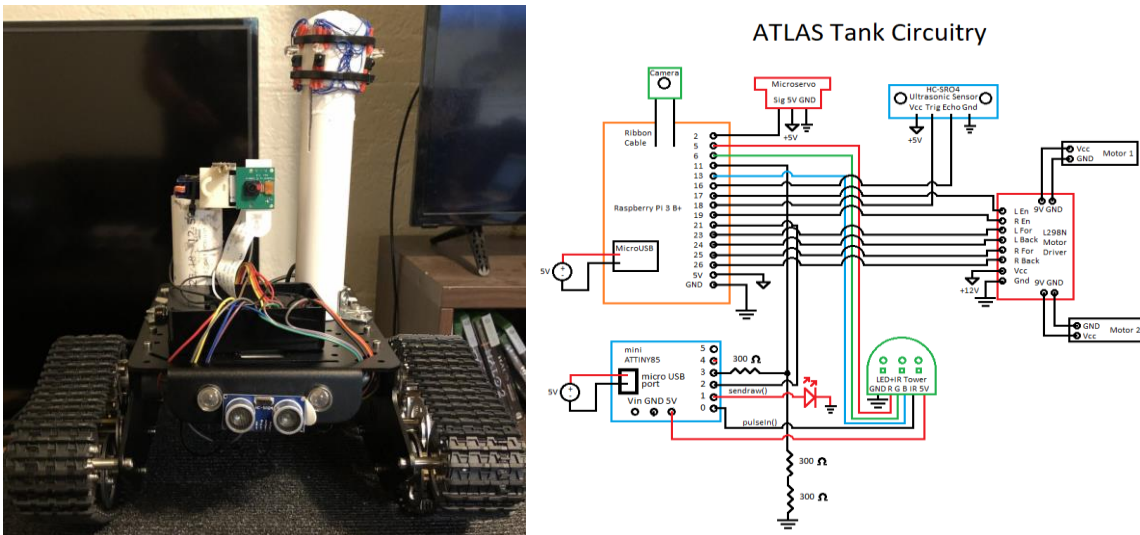 ATLAS Tank Circuitry
Camera
Microservo
Sig 5V GND
+5V
HC-SRO4
Ultrasonic Sensor
Vcc Trig Echo Gnd
+5V
Ribbon
Cable
Raspberry Pi 3 B+
MicroUSB
5V
2
5
6
11
13
16
17
18
19
21
23
24
25
26
5V
GND
Vcc
GND
Motor 1
9V GND
L En
R En
L For
L Back
R For
R Back
Vcc
Gnd
L298N
Motor
Driver
+12V
9V GND
GND
Vcc
Motor 2
mini
ATTINY85
micro USB
port
Vin GND 5V
5V
5
4
3
2
1
0
300 Ω
sendraw()
pulseIn()
LED+IR Tower
GND R G B IR 5V
300 Ω
300 Ω
HC-SR04